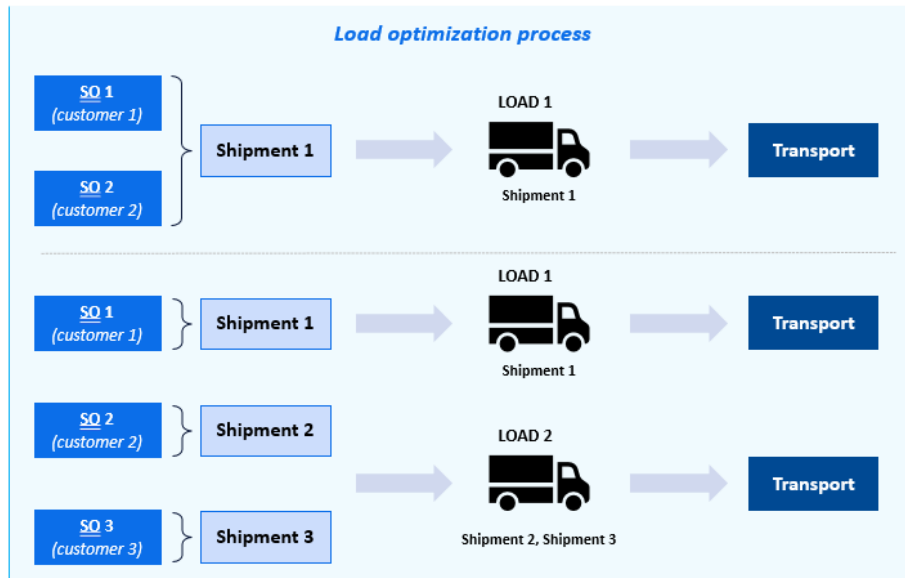 Load optimization process
SO 1
(customer 1)
SO 2
(customer 2)
Shipment 1
LOAD 1
Shipment 1
Transport
SO 1
(customer 1)
Shipment 1
LOAD 1
Shipment 1
Transport
SO 2
(customer 2)
Shipment 2
SO 3
(customer 3)
Shipment 3
LOAD 2
Shipment 2, Shipment 3
Transport